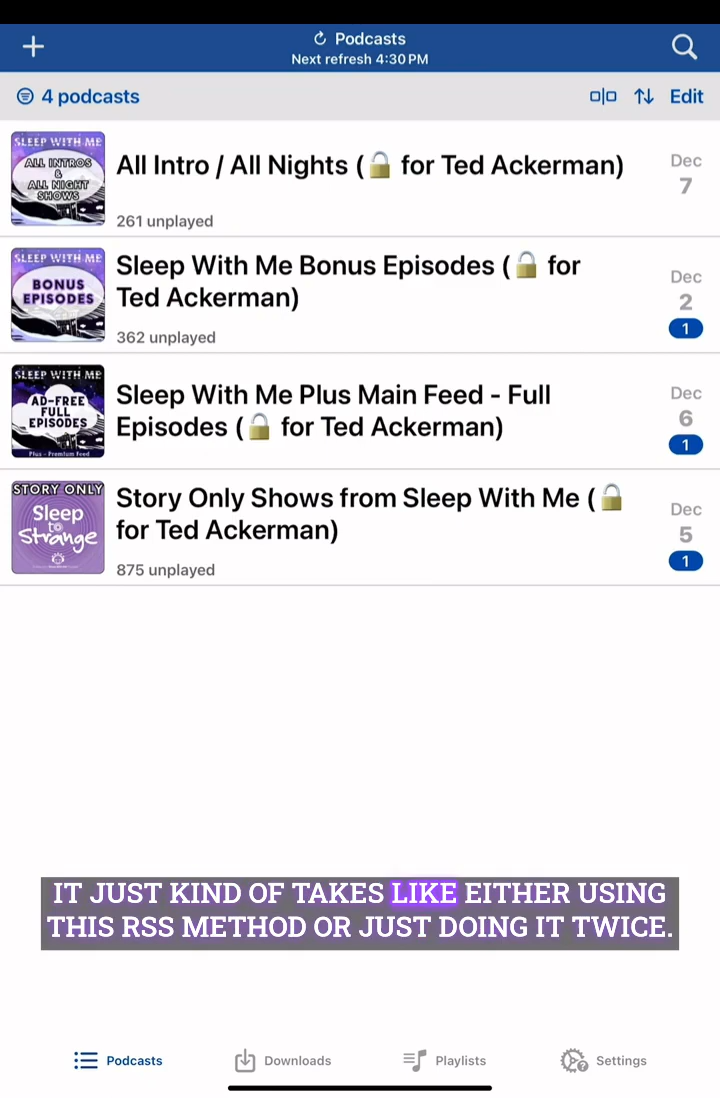 Podcasts
Next refresh 4:30 PM
4 podcasts
Edit
SLEEP WITH ME
ALL INTROS
&
ALL NIGHT
SHOWS
All Intro / All Nights (🔓 for Ted Ackerman)
261 unplayed
Dec
7
SLEEP WITH ME
BONUS
EPISODES
Sleep With Me Bonus Episodes (🔓 for
Ted Ackerman)
362 unplayed
Dec
2
1
SLEEP WITH ME
AD-FREE
FULL
EPISODES
Plus - Premium Feed
Sleep With Me Plus Main Feed - Full
Episodes (🔓 for Ted Ackerman)
Dec
6
1
STORY ONLY
Sleep
to
Strange
Story Only Shows from Sleep With Me (🔓
for Ted Ackerman)
875 unplayed
Dec
5
1
IT JUST KIND OF TAKES LIKE EITHER USING
THIS RSS METHOD OR JUST DOING IT TWICE.
Podcasts
Downloads
Playlists
Settings